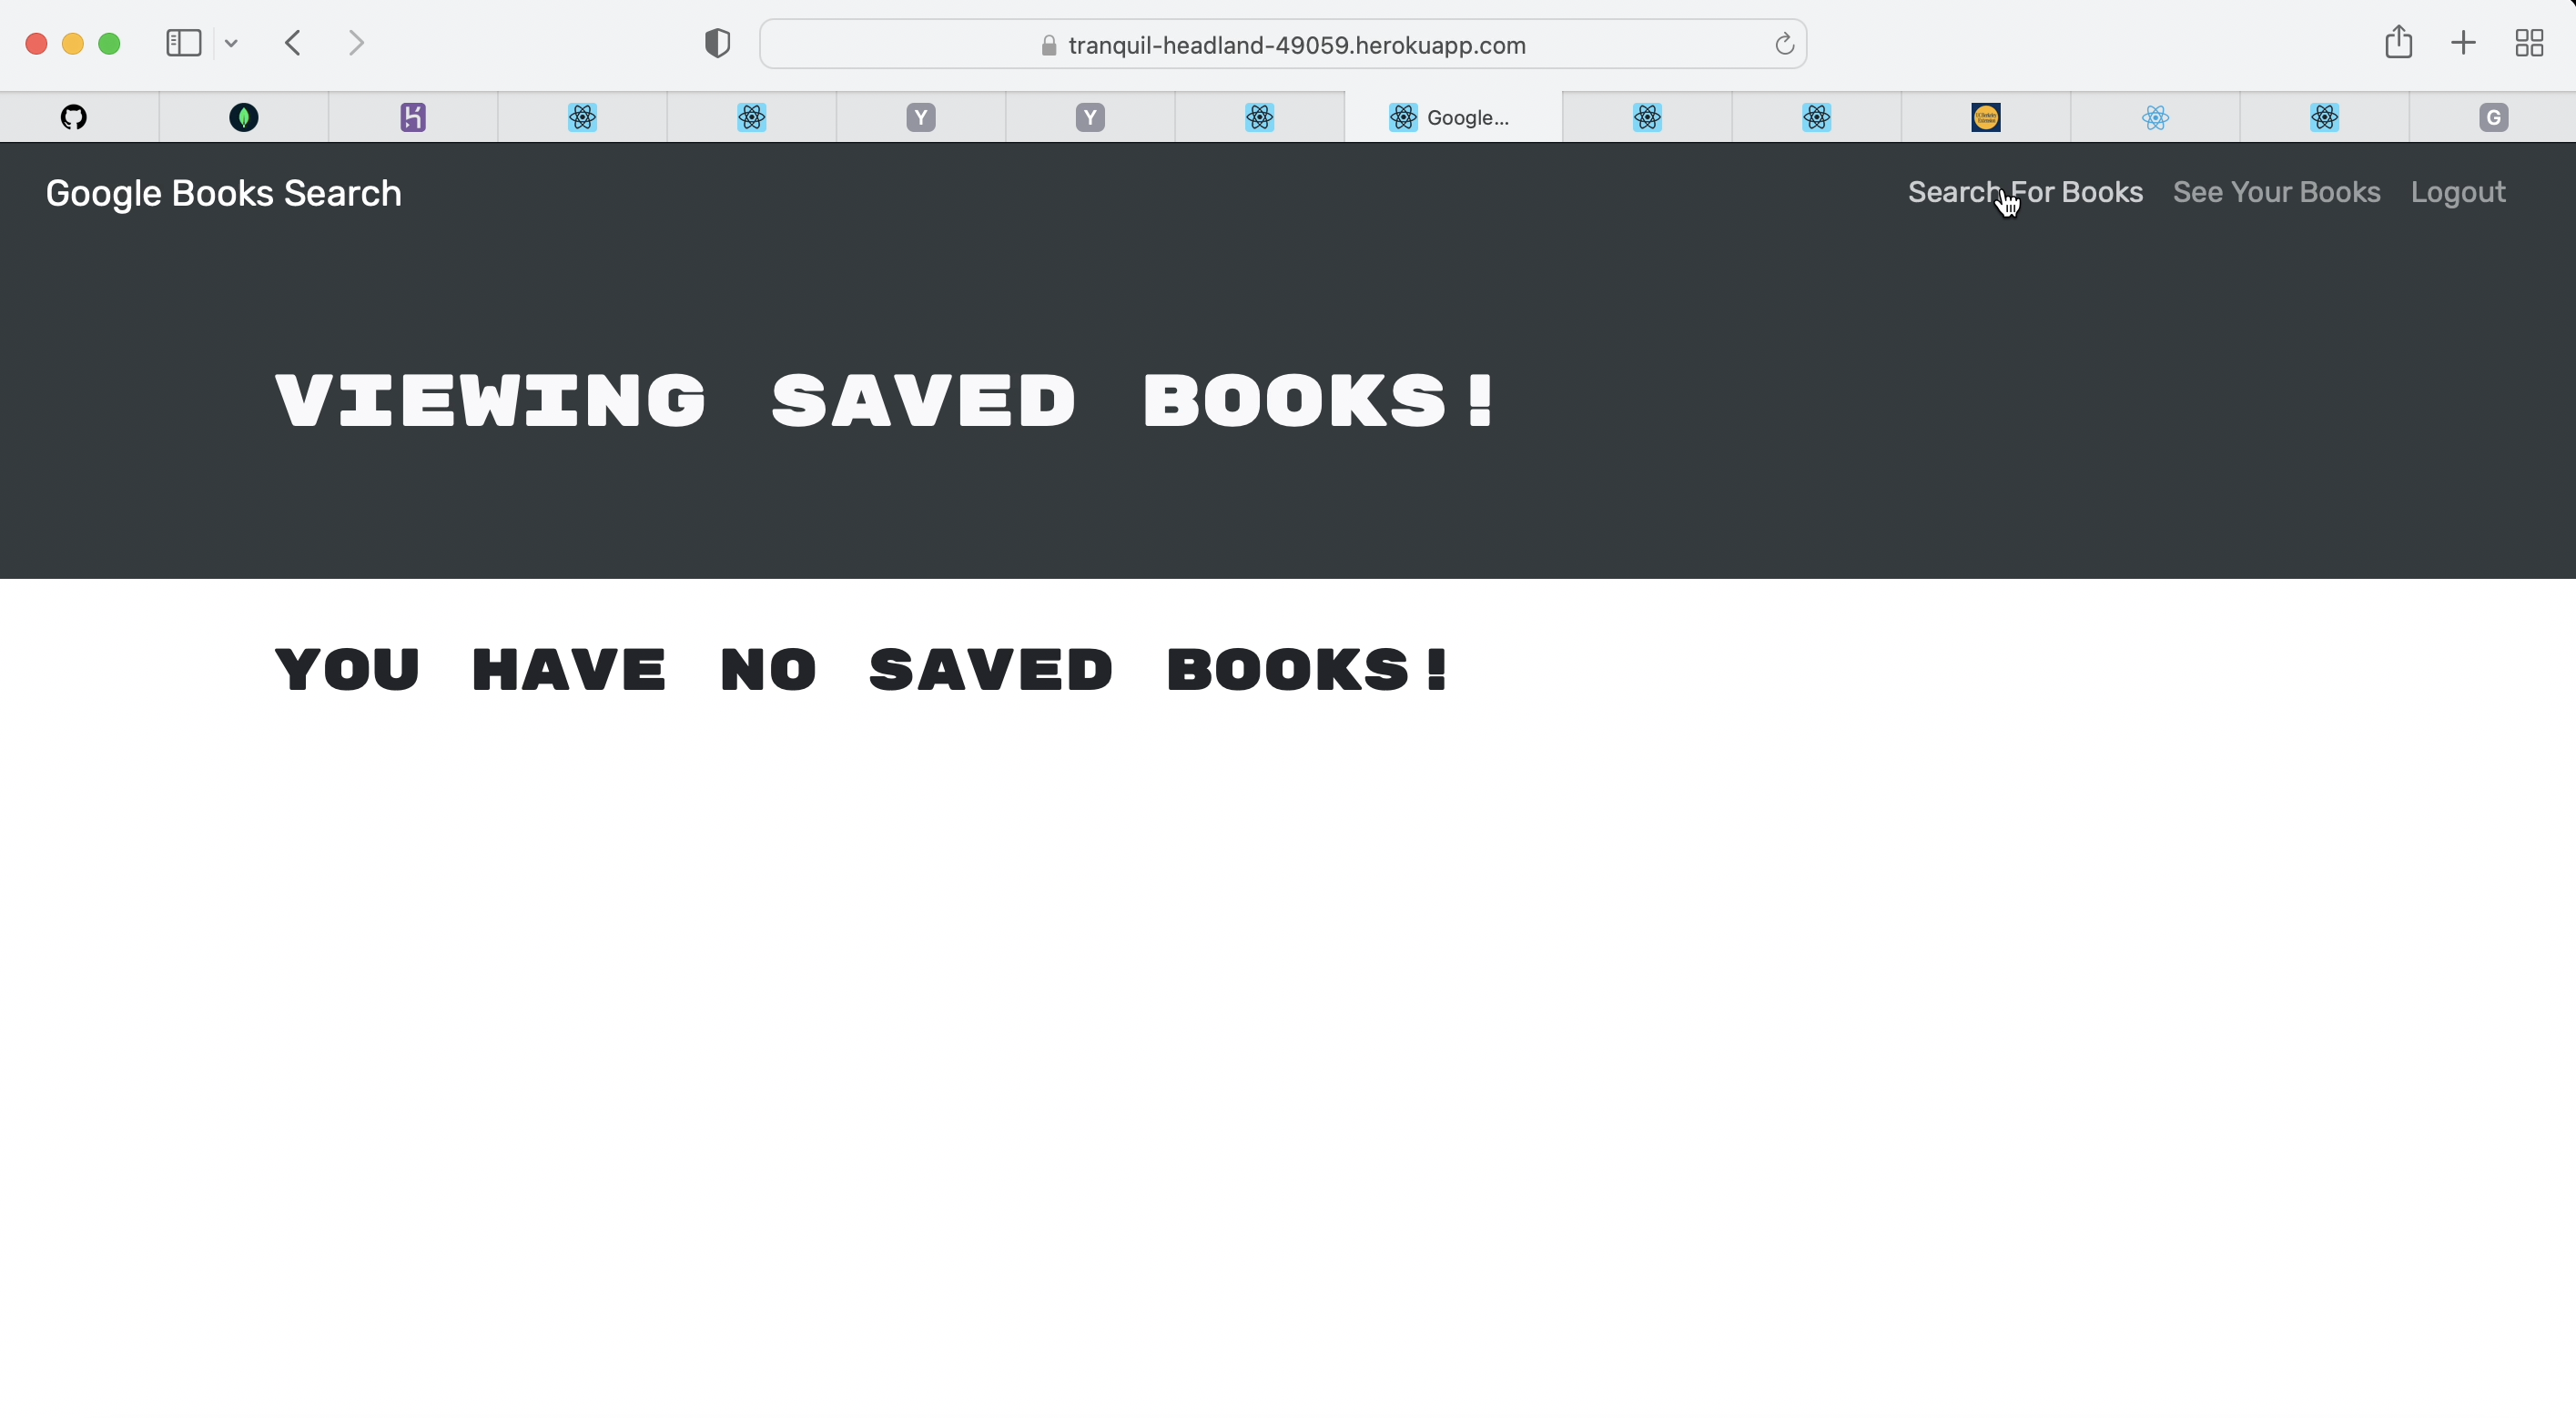 tranquil-headland-49059.herokuapp.com
Y
Y
Google...
G
Google Books Search
Search For Books
See Your Books
Logout
VIEWING SAVED BOOKS!
YOU HAVE NO SAVED BOOKS!